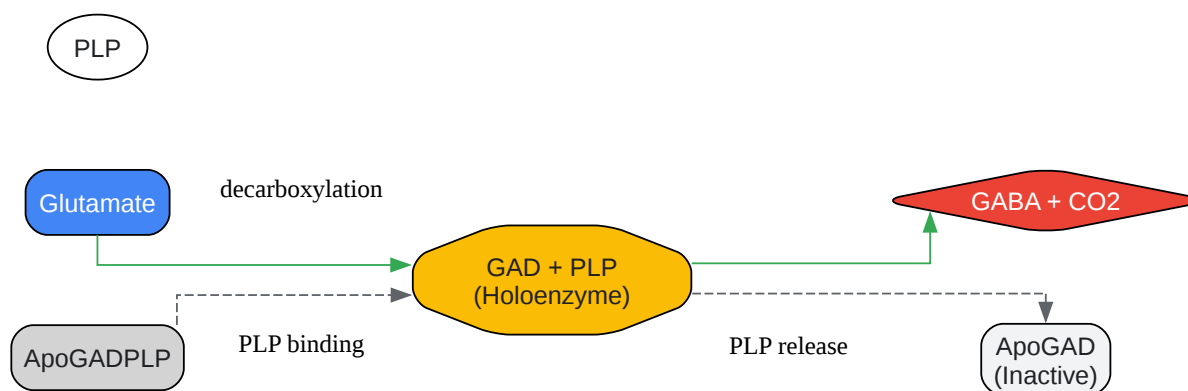 PLP
Glutamate
decarboxylation
GABA + CO2
GAD + PLP
(Holoenzyme)
ApoGADPLP
PLP binding
PLP release
ApoGAD
(Inactive)